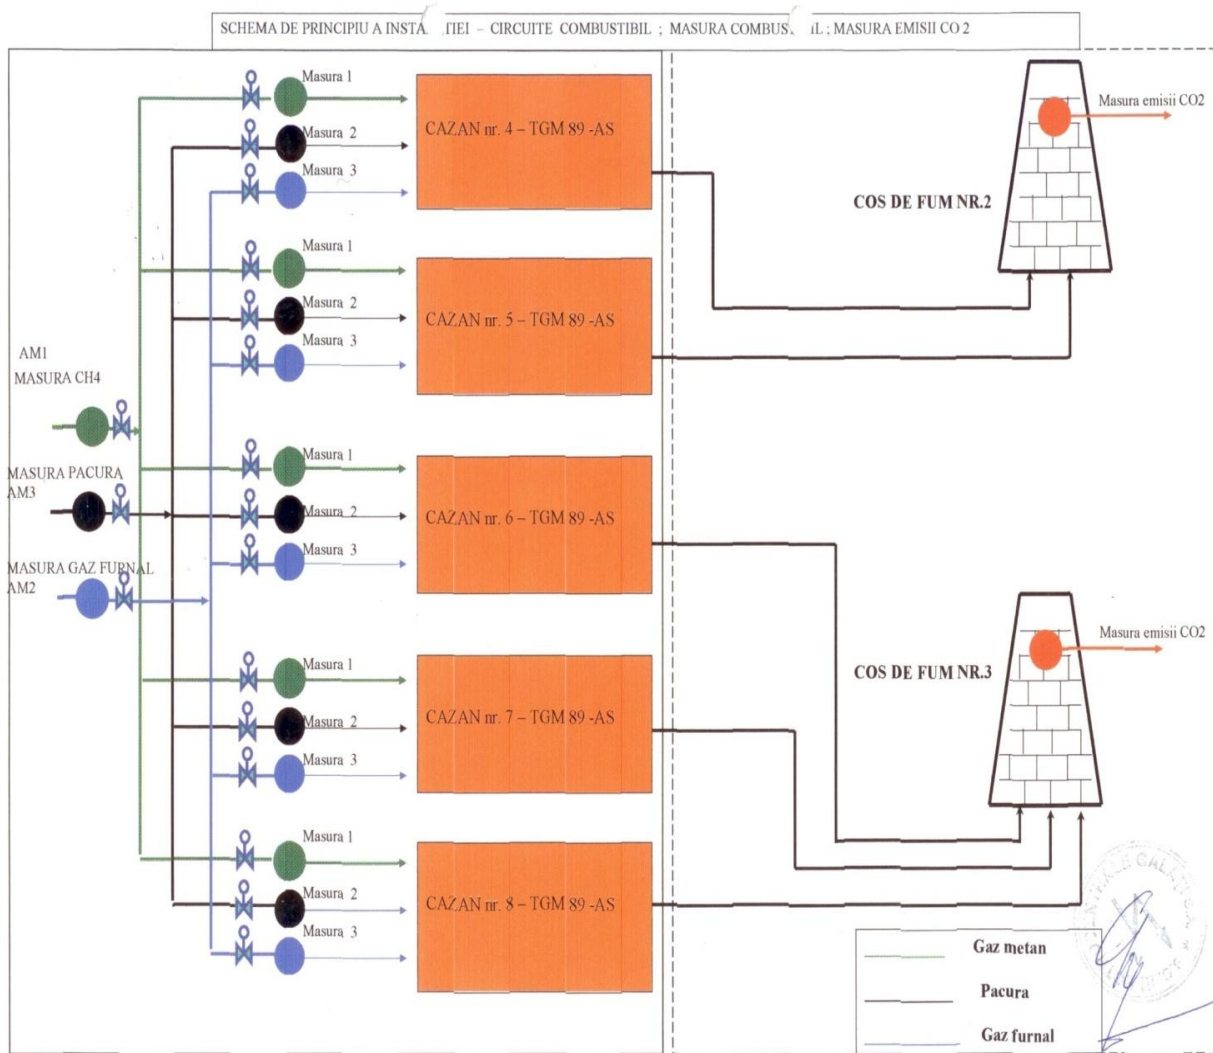 SCHEMA DE PRINCIPIU A INSTA TIEI – CIRCUITE COMBUSTIBIL ; MASURA COMBUS IL ; MASURA EMISII CO 2
Masura 1
Masura 2
Masura 3
CAZAN nr. 4 – TGM 89 -AS
Masura emisii CO2
COS DE FUM NR.2
Masura 1
Masura 2
Masura 3
CAZAN nr. 5 – TGM 89 -AS
AM1
MASURA CH4
MASURA PACURA
AM3
MASURA GAZ FURNAL
AM2
Masura 1
Masura 2
Masura 3
CAZAN nr. 6 – TGM 89 -AS
Masura emisii CO2
COS DE FUM NR.3
Masura 1
Masura 2
Masura 3
CAZAN nr. 7 – TGM 89 -AS
Masura 1
Masura 2
Masura 3
CAZAN nr. 8 – TGM 89 -AS
Gaz metan
Pacura
Gaz furnal
GALATI